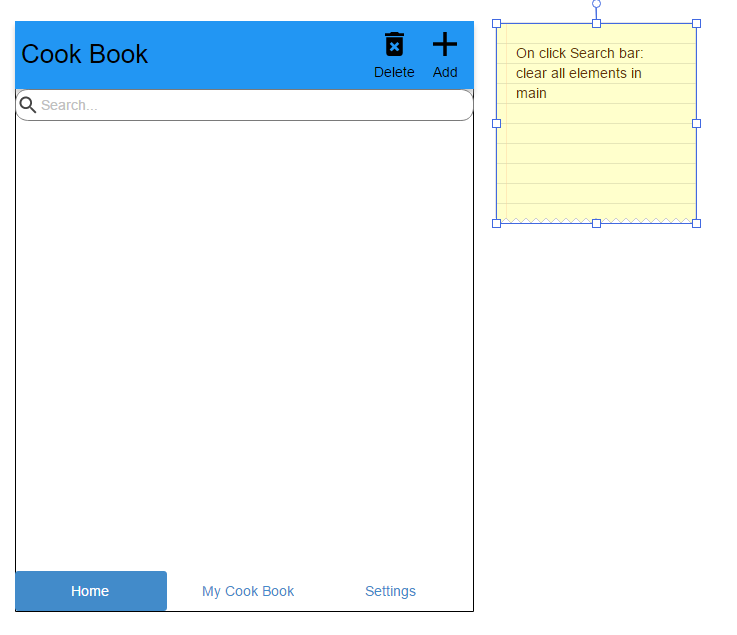 Cook Book
Delete Add
Search...
Home My Cook Book Settings
On click Search bar:
clear all elements in
main